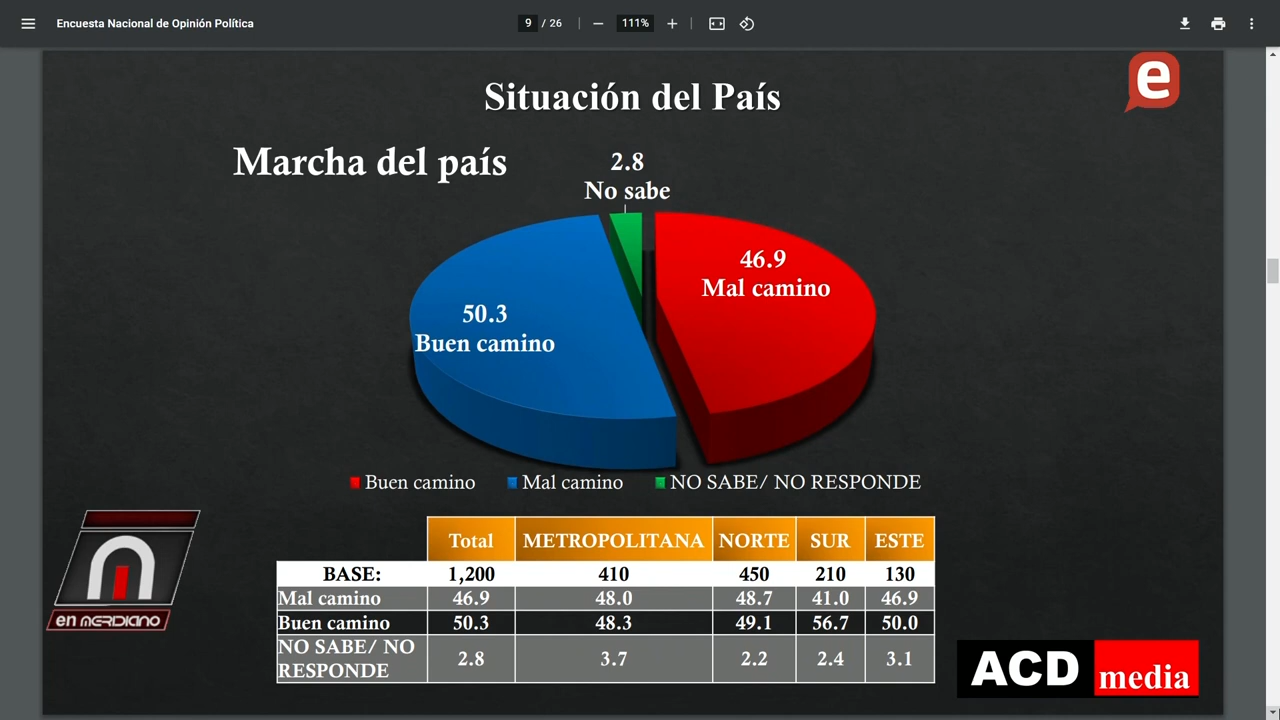 Encuesta Nacional de Opinión Política
9 / 26
111%
e
Situación del País
Marcha del país
2.8
No sabe
46.9
Mal camino
50.3
Buen camino
Buen camino Mal camino NO SABE/ NO RESPONDE
Total METROPOLITANA NORTE SUR ESTE
BASE: 1,200 410 450 210 130
Mal camino 46.9 48.0 48.7 41.0 46.9
Buen camino 50.3 48.3 49.1 56.7 50.0
NO SABE/ NO
RESPONDE 2.8 3.7 2.2 2.4 3.1
en MERDIANO
ACD media